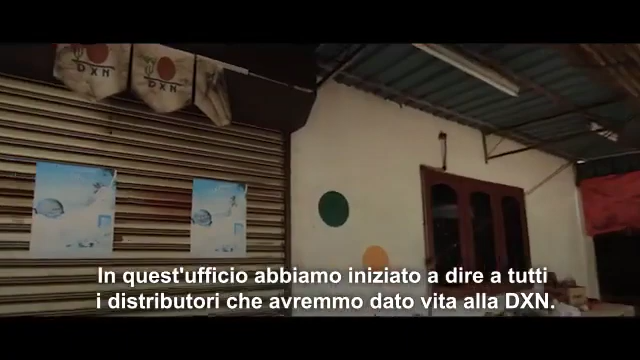 DXN DXN
In quest'ufficio abbiamo iniziato a dire a tutti
i distributori che avremmo dato vita alla DXN.